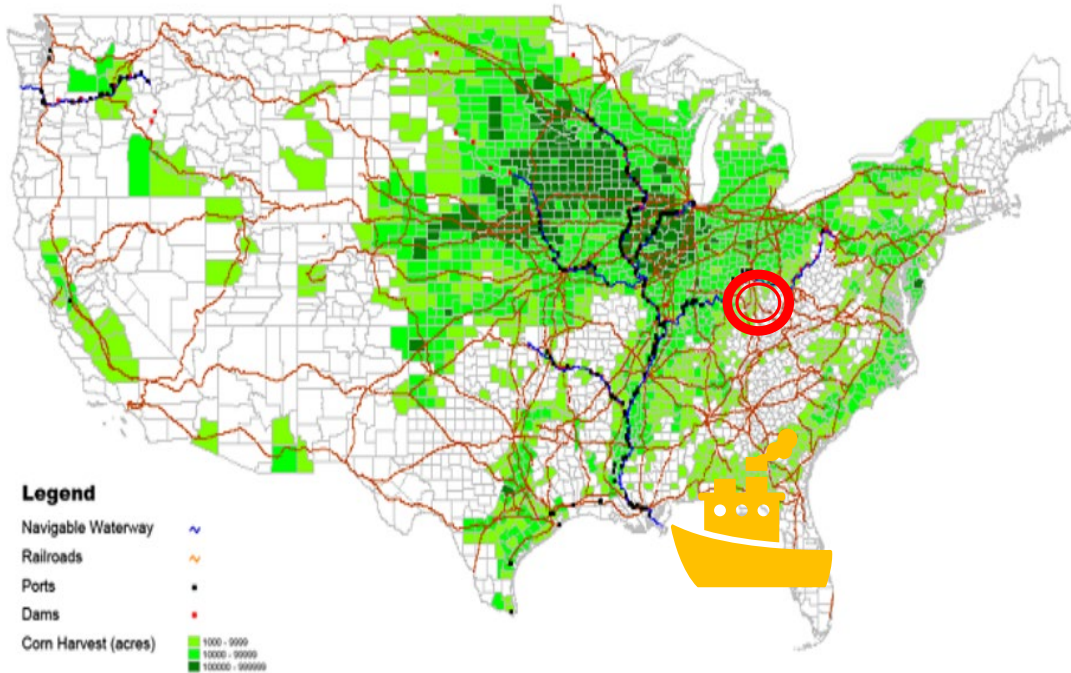 Legend
Navigable Waterway
Railroads
Ports
Dams
Corn Harvest (acres)
1000 - 9999
10000 - 99999
100000 - 999999